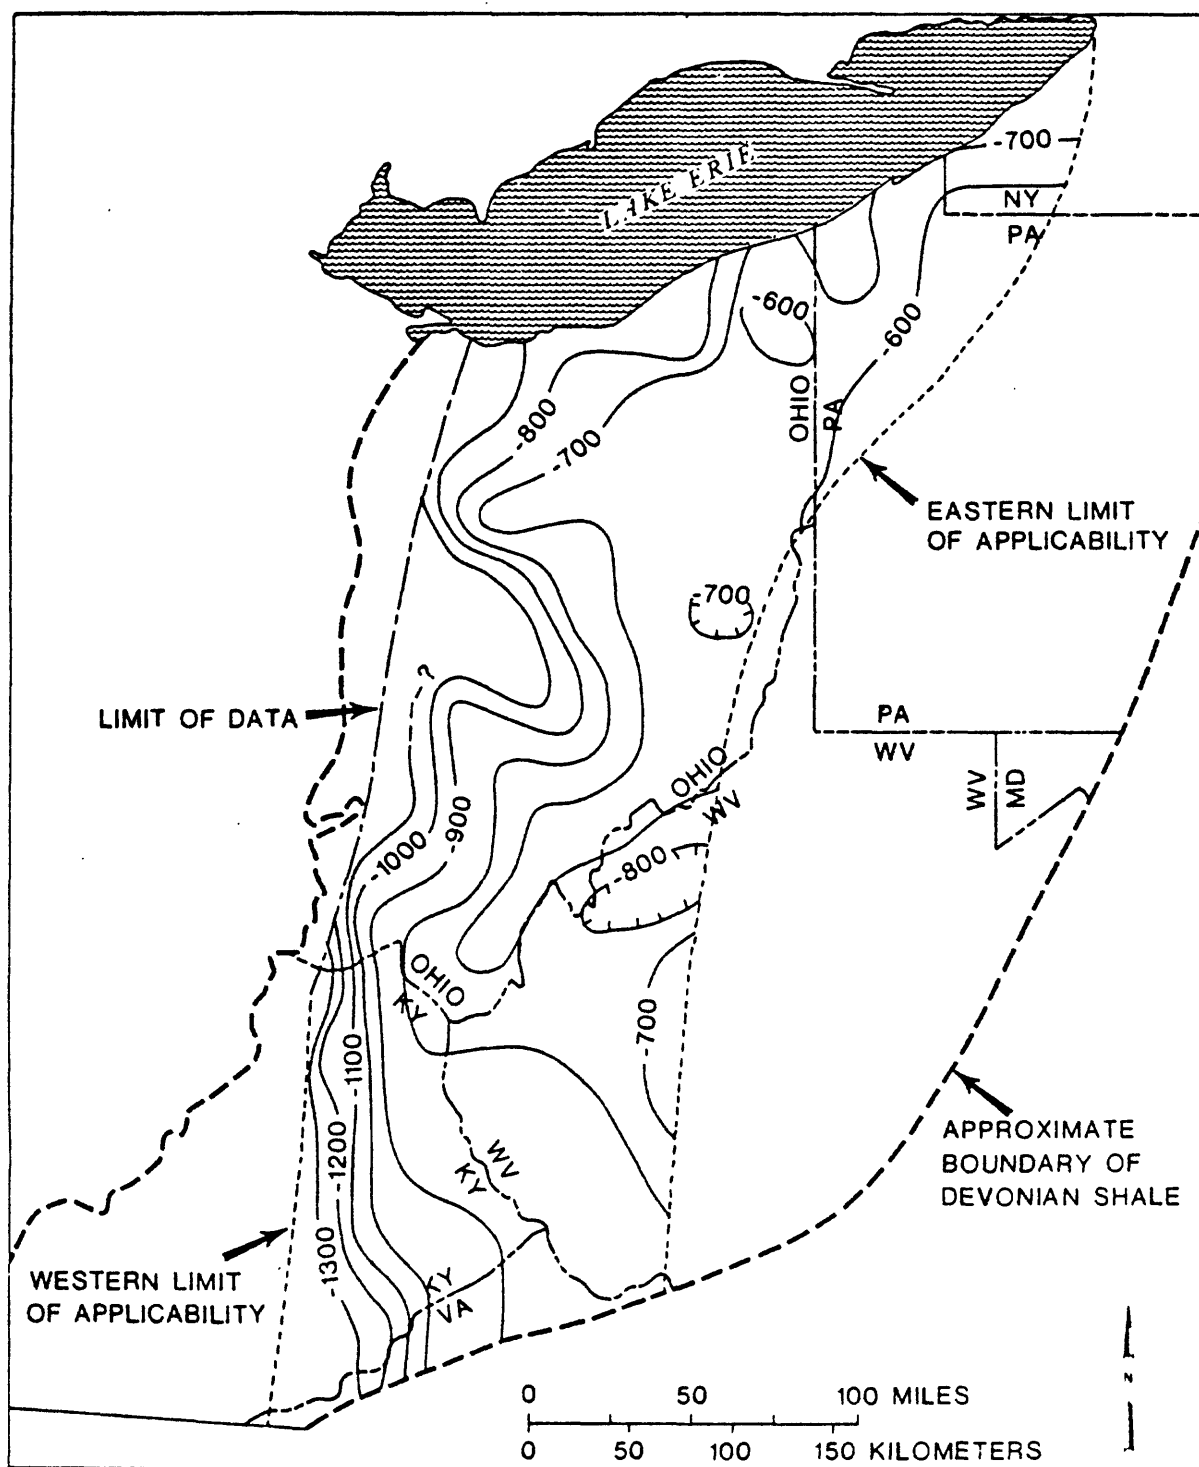 LAKE ERIE
-700
NY
PA
-600
-600
OHIO
PA
-800
-700
EASTERN LIMIT
OF APPLICABILITY
-700
?
LIMIT OF DATA
PA
WV
OHIO
WV
WV
MD
-900
-1000
-800
OHIO
KY
-700
-1100
APPROXIMATE
BOUNDARY OF
DEVONIAN SHALE
-1200
WV
KY
-1300
WESTERN LIMIT
OF APPLICABILITY
KY
VA
N
0 50 100 MILES
0 50 100 150 KILOMETERS